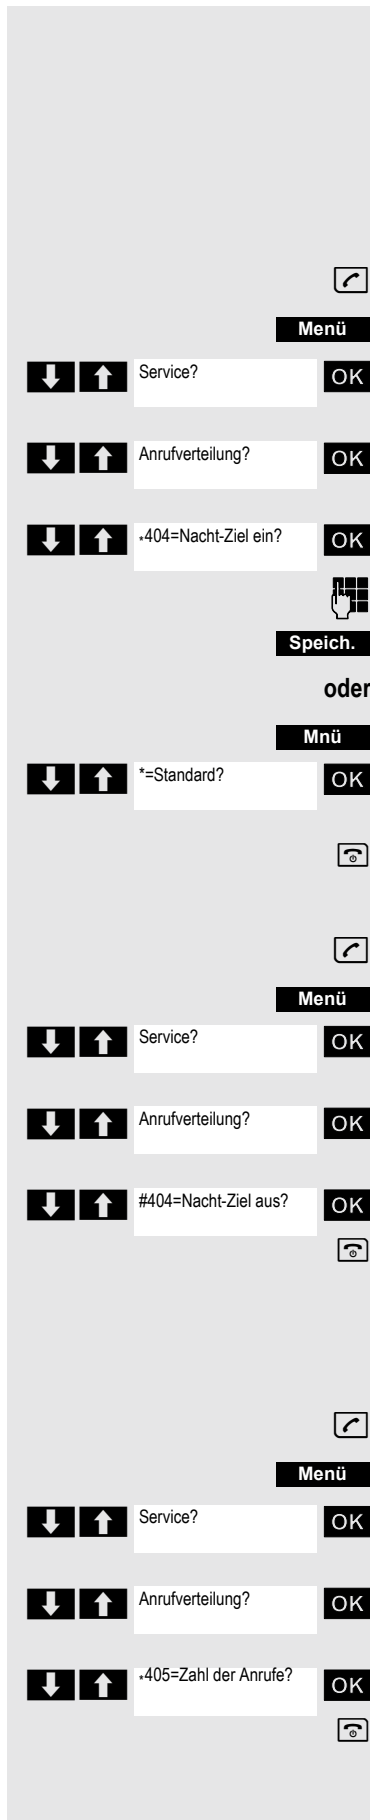 Menü
Service? OK
Anrufverteilung? OK
*404=Nacht-Ziel ein? OK
Speich.
oder
Mnü
*=Standard? OK
Menü
Service? OK
Anrufverteilung? OK
#404=Nacht-Ziel aus? OK
Menü
Service? OK
Anrufverteilung? OK
*405=Zahl der Anrufe? OK